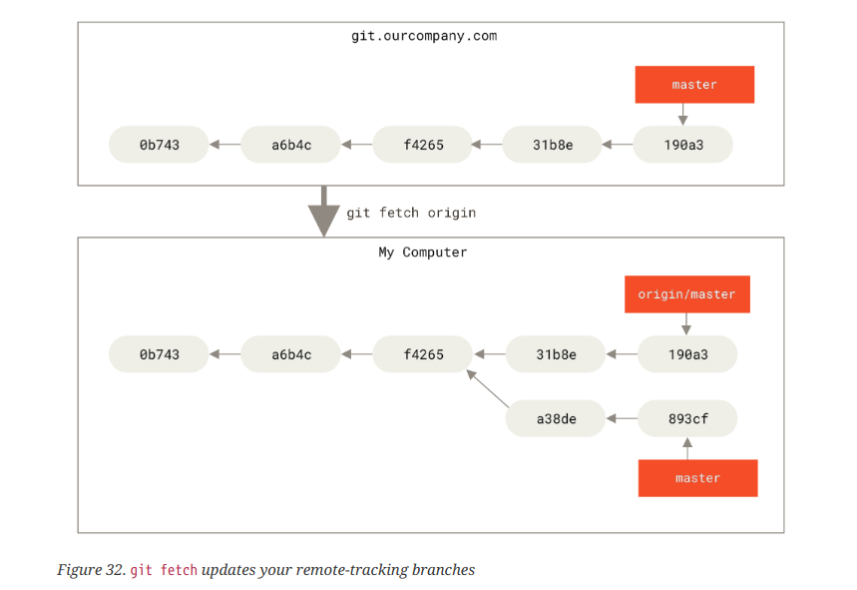 git.ourcompany.com
master
0b743 a6b4c f4265 31b8e 190a3
git fetch origin
My Computer
origin/master
0b743 a6b4c f4265 31b8e 190a3
a38de 893cf
master
Figure 32. git fetch updates your remote-tracking branches